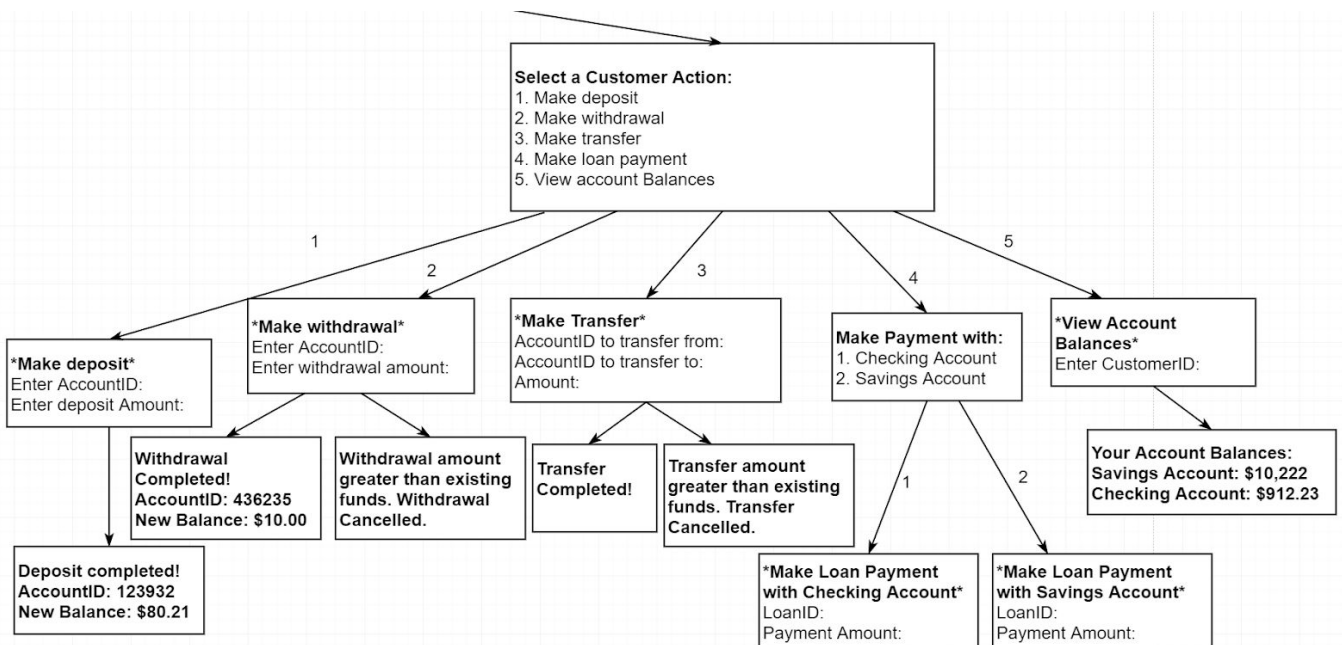 Select a Customer Action:
1. Make deposit
2. Make withdrawal
3. Make transfer
4. Make loan payment
5. View account Balances
1
2
3
4
5
*Make deposit*
Enter AccountID:
Enter deposit Amount:
*Make withdrawal*
Enter AccountID:
Enter withdrawal amount:
*Make Transfer*
AccountID to transfer from:
AccountID to transfer to:
Amount:
Make Payment with:
1. Checking Account
2. Savings Account
*View Account
Balances*
Enter CustomerID:
Withdrawal
Completed!
AccountID: 436235
New Balance: $10.00
Withdrawal amount
greater than existing
funds. Withdrawal
Cancelled.
Transfer
Completed!
Transfer amount
greater than existing
funds. Transfer
Cancelled.
1
2
Your Account Balances:
Savings Account: $10,222
Checking Account: $912.23
Deposit completed!
AccountID: 123932
New Balance: $80.21
*Make Loan Payment
with Checking Account*
LoanID:
Payment Amount:
*Make Loan Payment
with Savings Account*
LoanID:
Payment Amount: